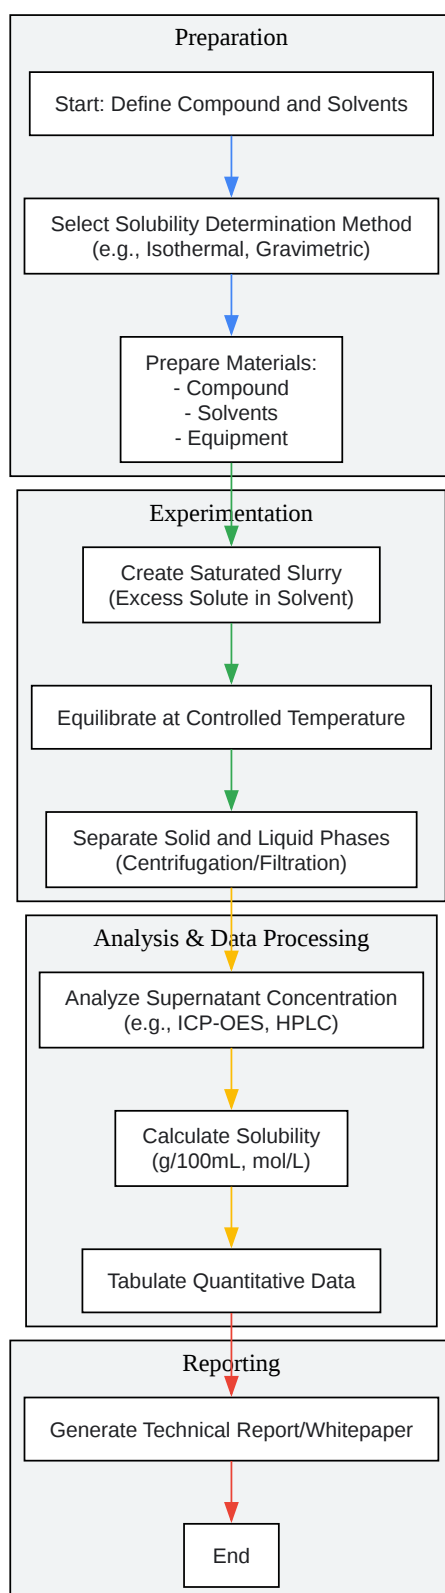 Preparation
Start: Define Compound and Solvents
Select Solubility Determination Method
(e.g., Isothermal, Gravimetric)
Prepare Materials:
- Compound
- Solvents
- Equipment
Experimentation
Create Saturated Slurry
(Excess Solute in Solvent)
Equilibrate at Controlled Temperature
Separate Solid and Liquid Phases
(Centrifugation/Filtration)
Analysis & Data Processing
Analyze Supernatant Concentration
(e.g., ICP-OES, HPLC)
Calculate Solubility
(g/100mL, mol/L)
Tabulate Quantitative Data
Reporting
Generate Technical Report/Whitepaper
End